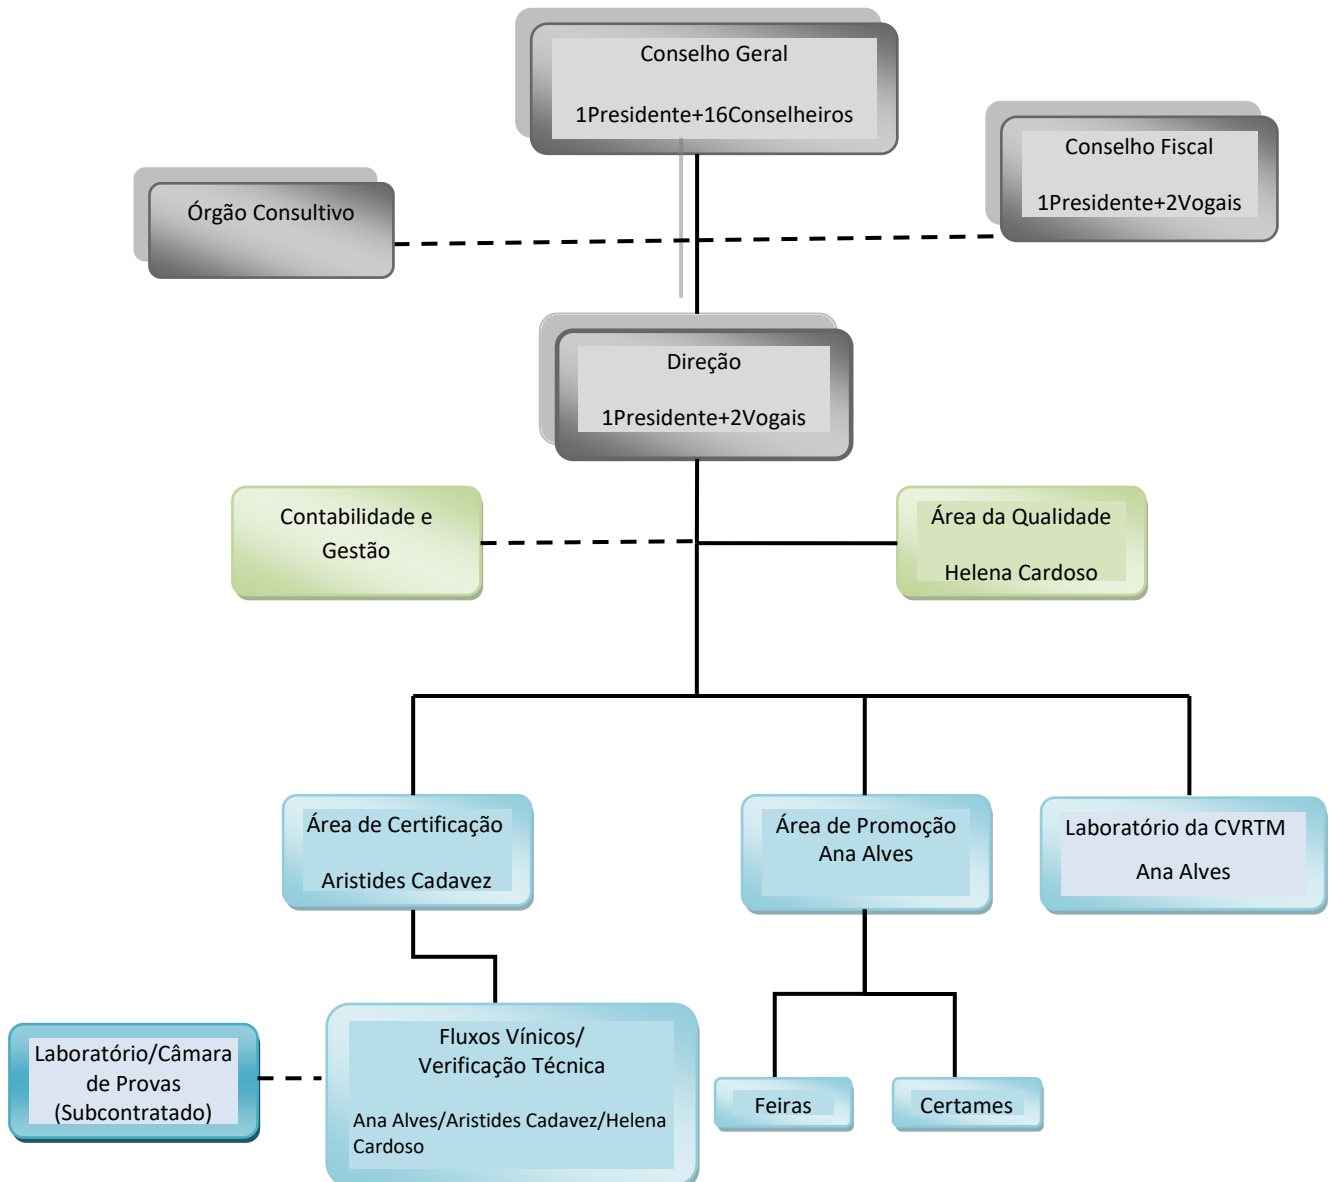 Conselho Geral
1Presidente+16Conselheiros
Conselho Fiscal
1Presidente+2Vogais
Órgão Consultivo
Direção
1Presidente+2Vogais
Contabilidade e
Gestão
Área da Qualidade
Helena Cardoso
Área de Certificação
Aristides Cadavez
Área de Promoção
Ana Alves
Laboratório da CVRTM
Ana Alves
Laboratório/Câmara
de Provas
(Subcontratado)
Fluxos Vínicos/
Verificação Técnica
Ana Alves/Aristides Cadavez/Helena
Cardoso
Feiras
Certames